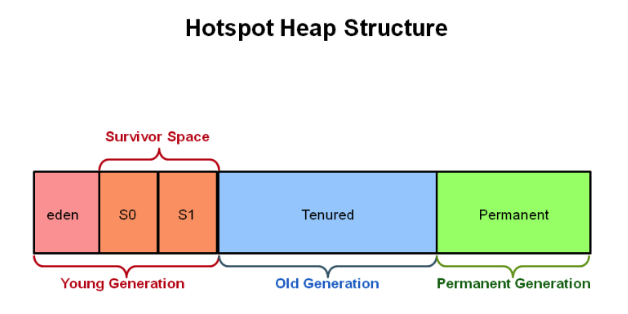 Hotspot Heap Structure
Survivor Space
eden S0 S1 Tenured Permanent
Young Generation Old Generation Permanent Generation